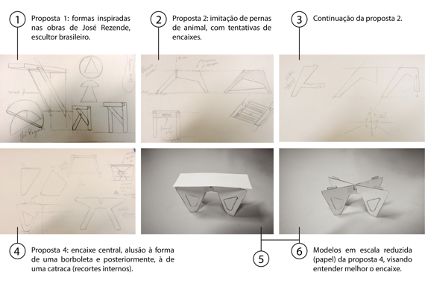 1
Proposta 1: formas inspiradas
nas obras de José Rezende,
escultor brasileiro.
2
Proposta 2: imitação de pernas
de animal, com tentativas de
encaixes.
3
Continuação da proposta 2.
4
Proposta 4: encaixe central, alusão à forma
de uma borboleta e posteriormente, à de
uma catraca (recortes internos).
5
6
Modelos em escala reduzida
(papel) da proposta 4, visando
entender melhor o encaixe.